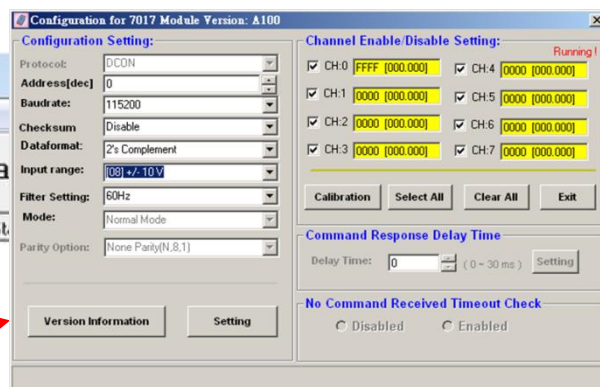 Configuration for 7017 Module Version: A100
Configuration Setting:
Protocol: DCON
Address[dec] 0
Baudrate: 115200
Checksum Disable
Dataformat: 2's Complement
Input range: [08] +/- 10 V
Filter Setting: 60Hz
Mode: Normal Mode
Parity Option: None Parity(N,8,1)
Version Information Setting
Channel Enable/Disable Setting:
Running !
CH:0 FFFF [000.000] CH:4 0000 [000.000]
CH:1 0000 [000.000] CH:5 0000 [000.000]
CH:2 0000 [000.000] CH:6 0000 [000.000]
CH:3 0000 [000.000] CH:7 0000 [000.000]
Calibration Select All Clear All Exit
Command Response Delay Time
Delay Time: 0 ( 0 ~ 30 ms ) Setting
No Command Received Timeout Check
Disabled Enabled